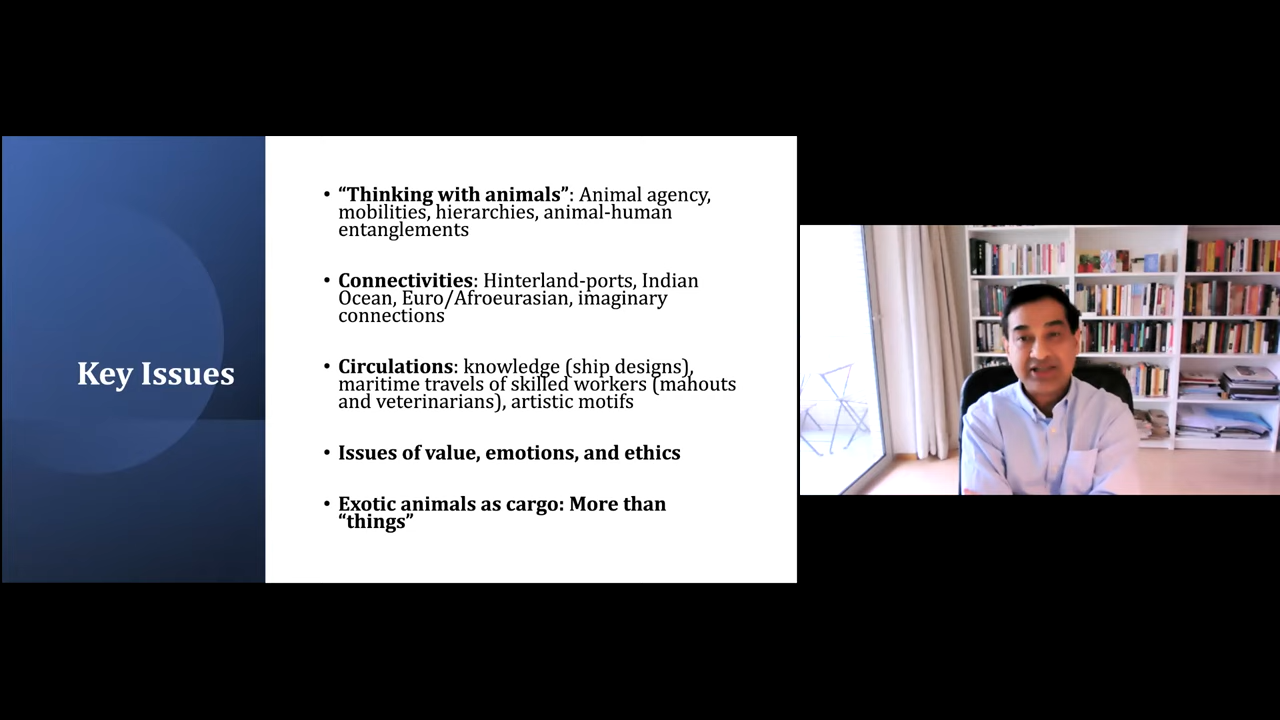 Key Issues
• “Thinking with animals”: Animal agency,
mobilities, hierarchies, animal-human
entanglements
• Connectivities: Hinterland-ports, Indian
Ocean, Euro/Afroeurasian, imaginary
connections
• Circulations: knowledge (ship designs),
maritime travels of skilled workers (mahouts
and veterinarians), artistic motifs
• Issues of value, emotions, and ethics
• Exotic animals as cargo: More than
“things”